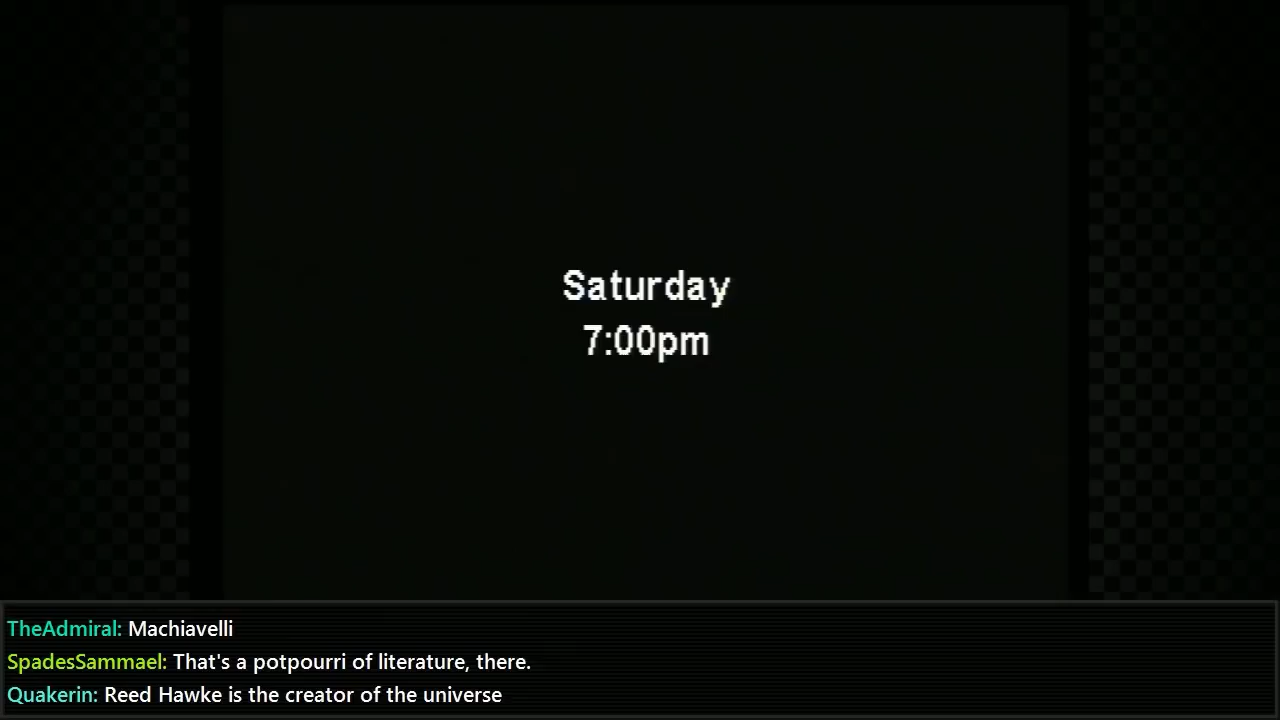 Saturday
7:00pm
TheAdmiral: Machiavelli
SpadesSammael: That's a potpourri of literature, there.
Quakerin: Reed Hawke is the creator of the universe